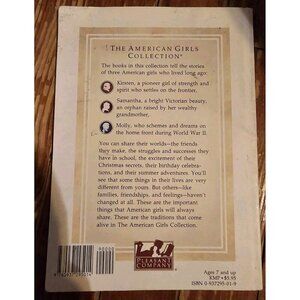 THE AMERICAN GIRLS
COLLECTION®
The books in this collection tell the stories
of three American girls who lived long ago:
Kirsten, a pioneer girl of strength and
spirit who settles on the frontier,
Samantha, a bright Victorian beauty,
an orphan raised by her wealthy
grandmother,
Molly, who schemes and dreams on
the home front during World War II.
You can share their worlds—the friends
they make, the struggles and successes they
have in school, the excitement of their
Christmas secrets, their birthday celebra-
tions, and their summer adventures. You'll
see that some things in their lives are very
different from yours. But others—like
families, friendships, and feelings—haven't
changed at all. These are the important
things that American girls will always
share. These are the traditions that come
alive in The American Girls Collection.
PLEASANT
COMPANY
Ages 7 and up
KMP • $5.95
ISBN 0-937295-01-9
90000